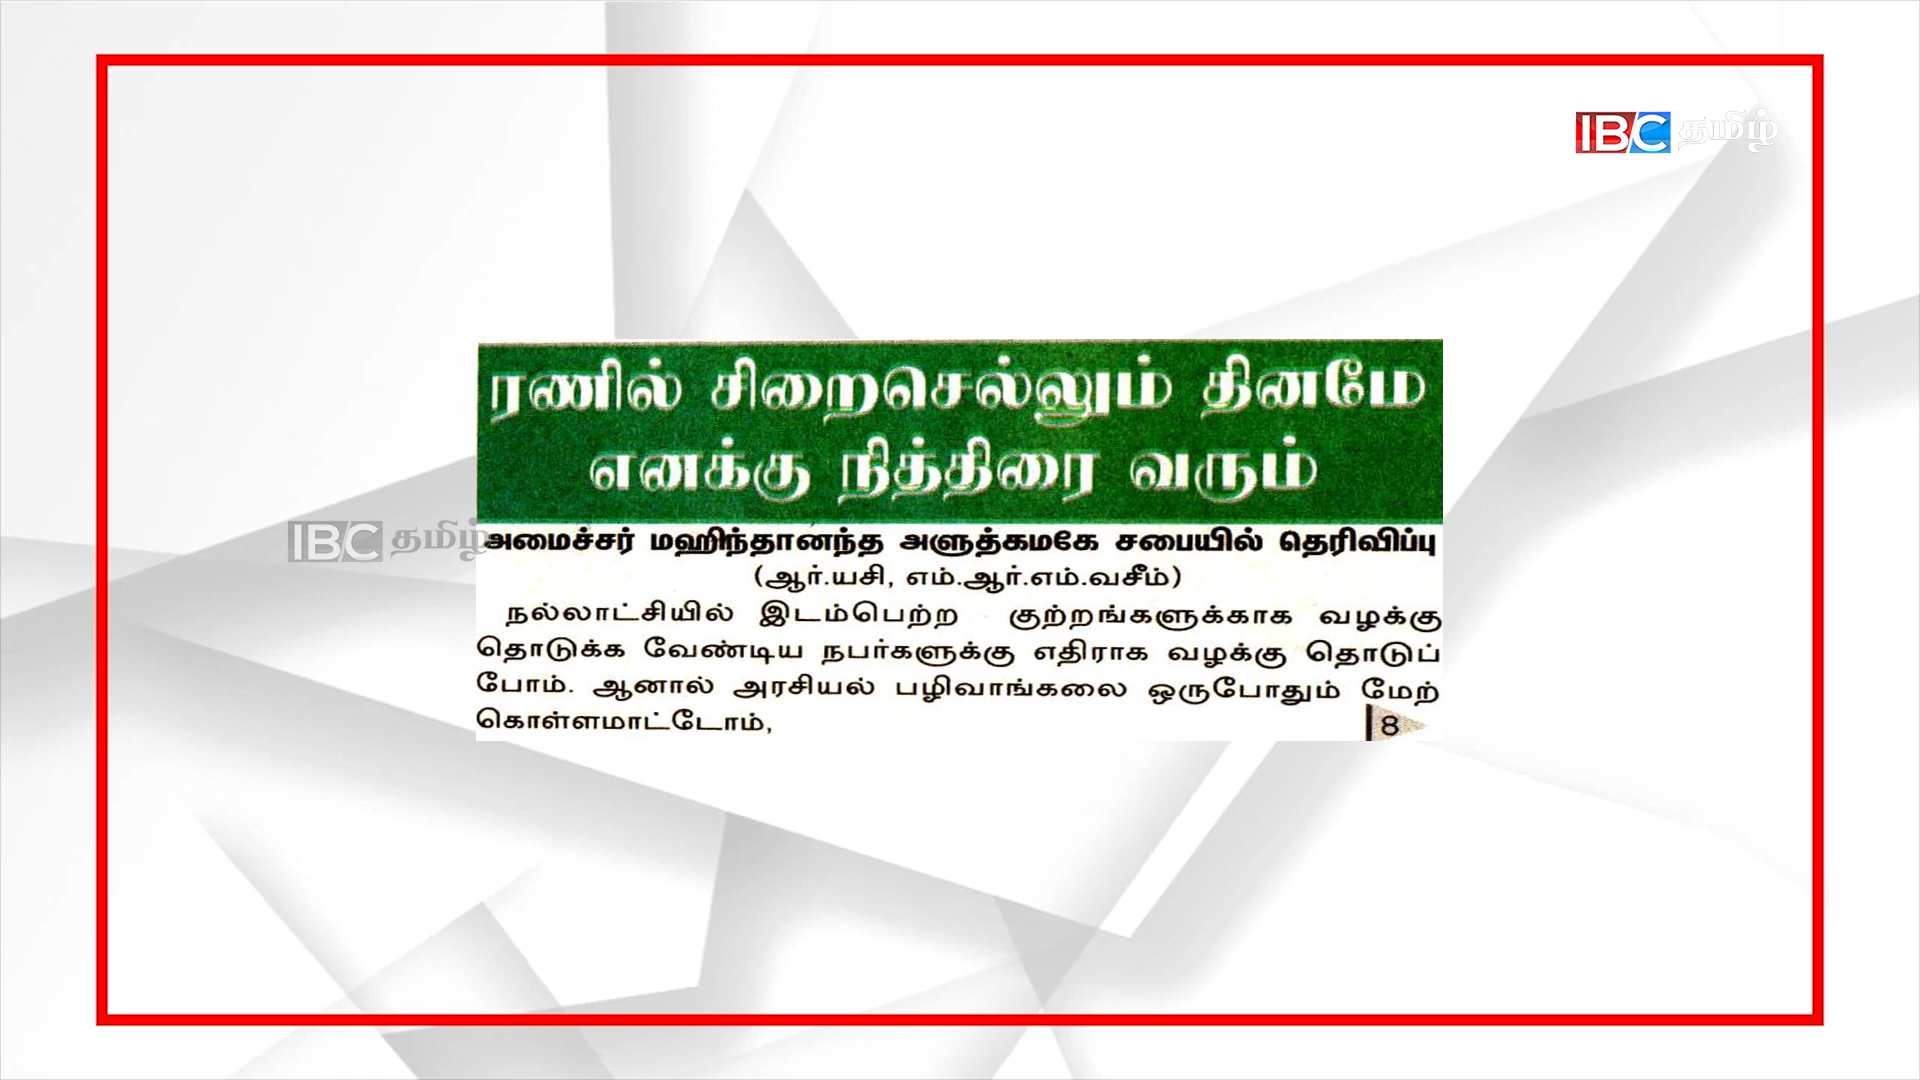 IBC தமிழ்
ரணில் சிறைசெல்லும் தினமே
எனக்கு நித்திரை வரும்
IBC தமிழ்
அமைச்சர் மஹிந்தானந்த அளுத்கமகே சபையில் தெரிவிப்பு
(ஆர்.யசி, எம்.ஆர்.எம்.வசீம்)
நல்லாட்சியில் இடம்பெற்ற குற்றங்களுக்காக வழக்கு
தொடுக்க வேண்டிய நபர்களுக்கு எதிராக வழக்கு தொடுப்
போம். ஆனால் அரசியல் பழிவாங்கலை ஒருபோதும் மேற்
கொள்ளமாட்டோம்,
8